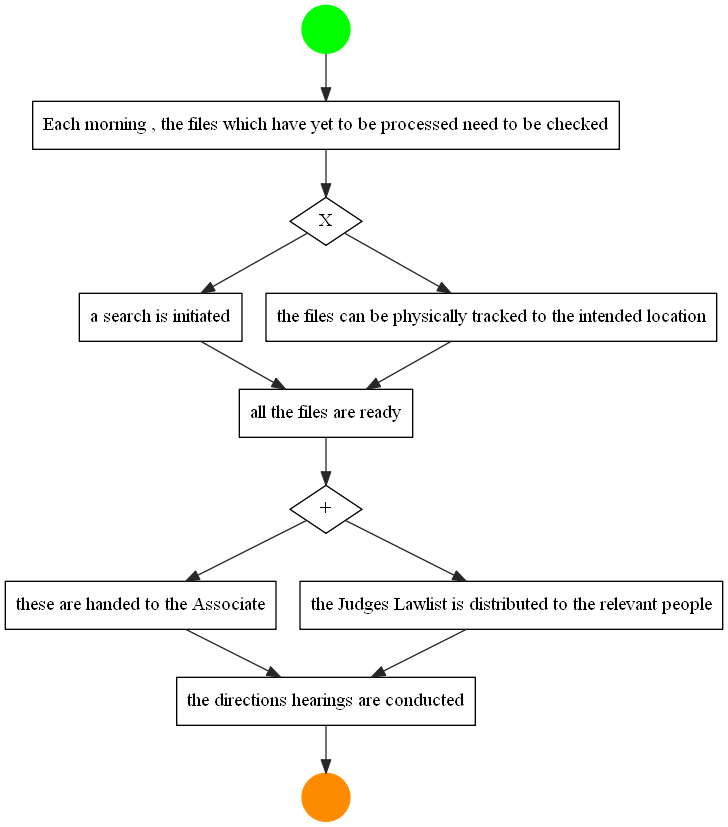 Each morning , the files which have yet to be processed need to be checked
X
a search is initiated
the files can be physically tracked to the intended location
all the files are ready
+
these are handed to the Associate
the Judges Lawlist is distributed to the relevant people
the directions hearings are conducted